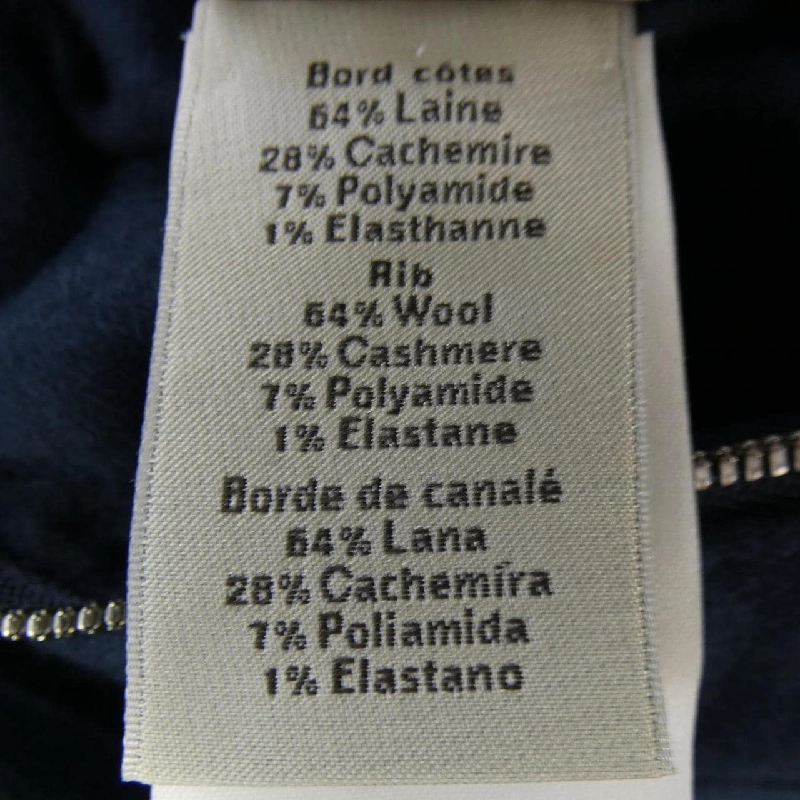 Bord côtes
64% Laine
28% Cachemire
7% Polyamide
1% Elasthanne
Rib
64% Wool
28% Cashmere
7% Polyamide
1% Elastane
Borde de canalé
64% Lana
28% Cachemira
7% Poliamida
1% Elastano